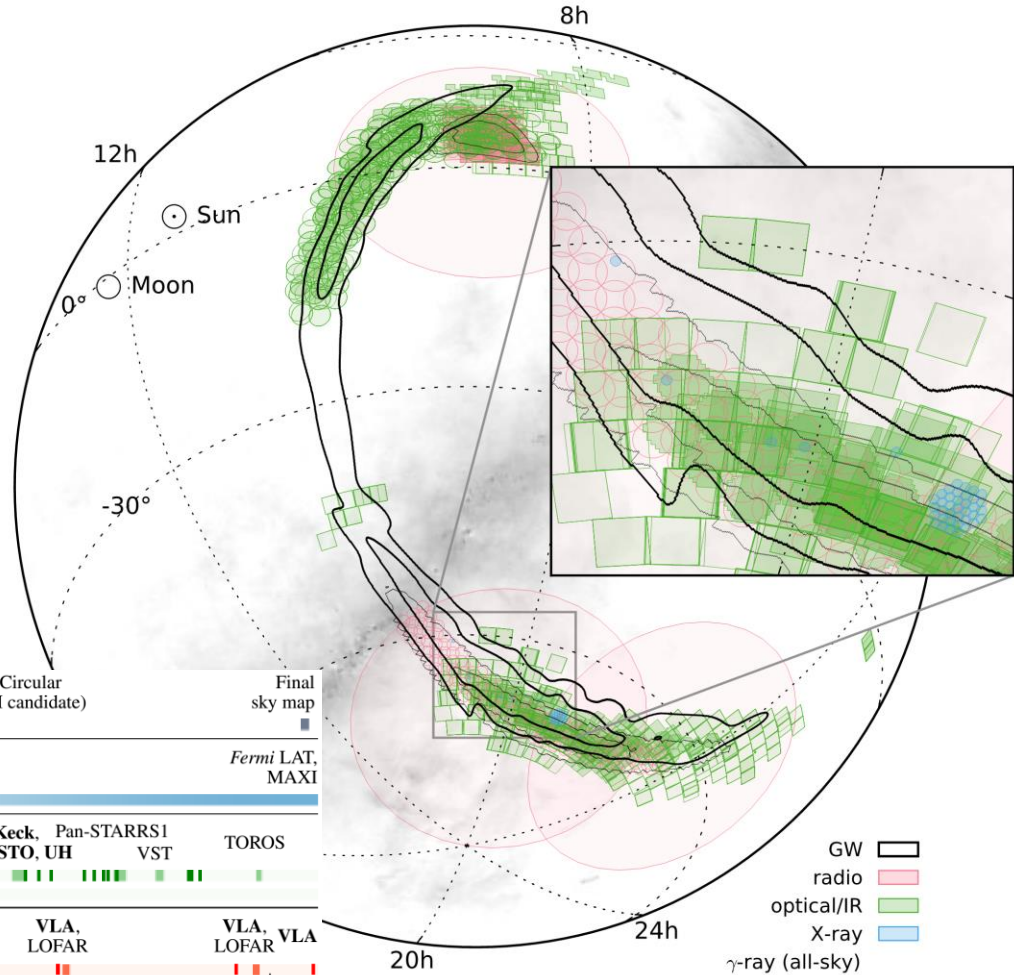 8h
12h
Sun
Moon
0°
-30°
Circular
candidate)
Final
sky map
Fermi LAT,
MAXI
Keck,
Pan-STARRS1
TOROS
STO, UH
VST
VLA,
LOFAR
VLA,
LOFAR
VLA
GW
radio
optical/IR
X-ray
γ-ray (all-sky)
20h
24h